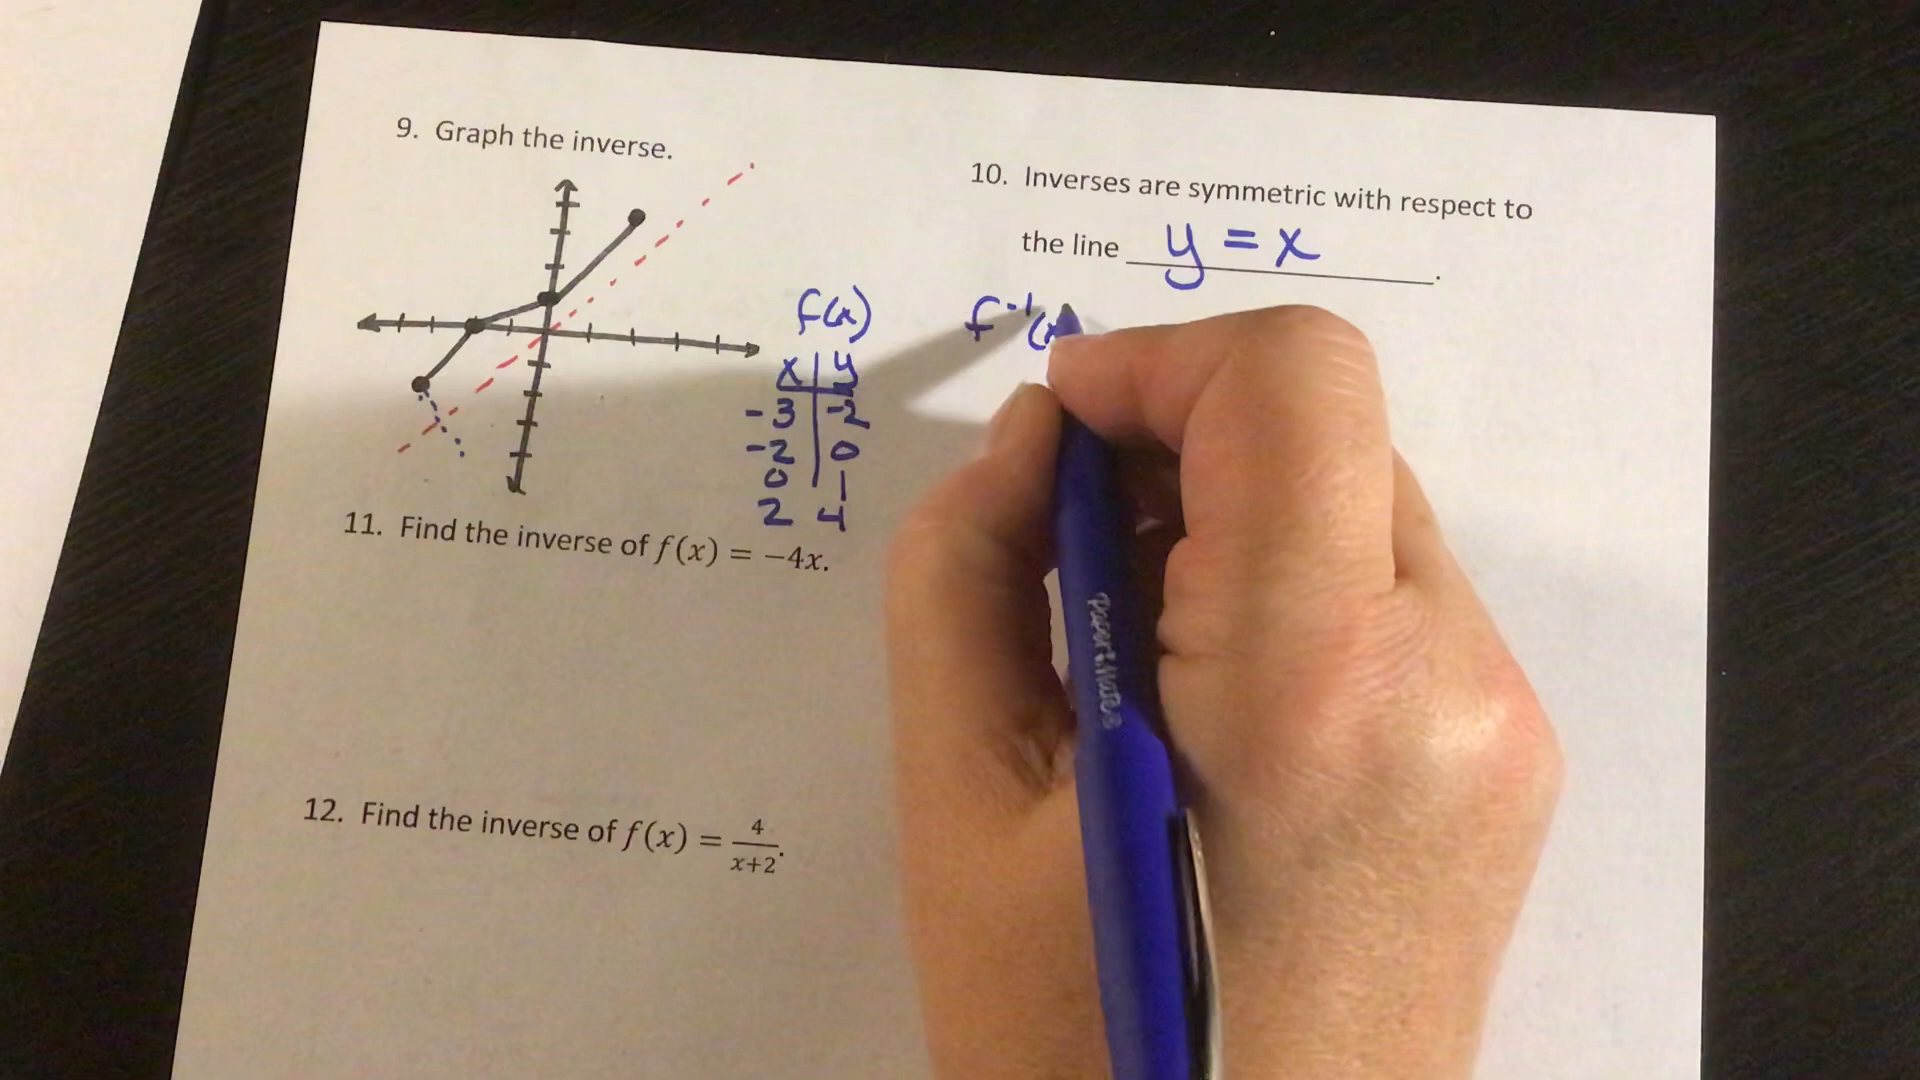 9. Graph the inverse.
10. Inverses are symmetric with respect to
the line y = x.
f(x)
x y
-3 -2
-2 0
0 1
2 4
f⁻¹(x
11. Find the inverse of f(x) = −4x.
12. Find the inverse of f(x) = 4/(x+2).
PaperMate